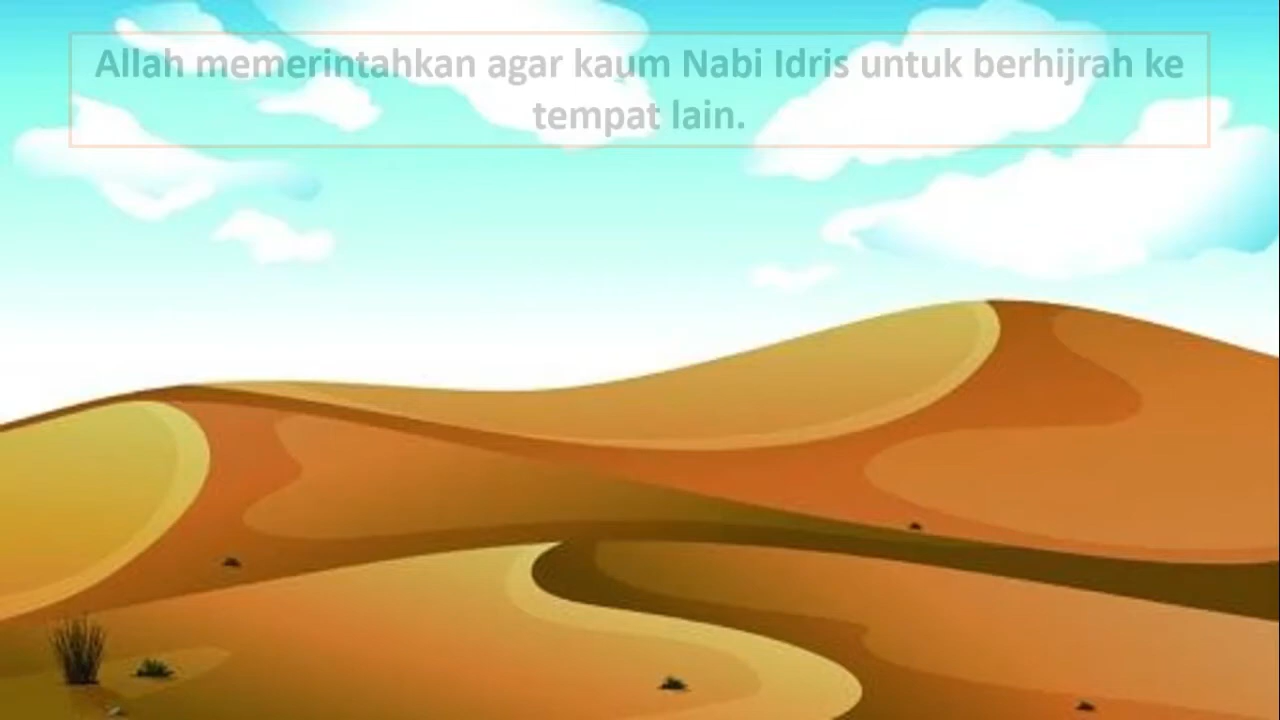 Allah memerintahkan agar kaum Nabi Idris untuk berhijrah ke
tempat lain.